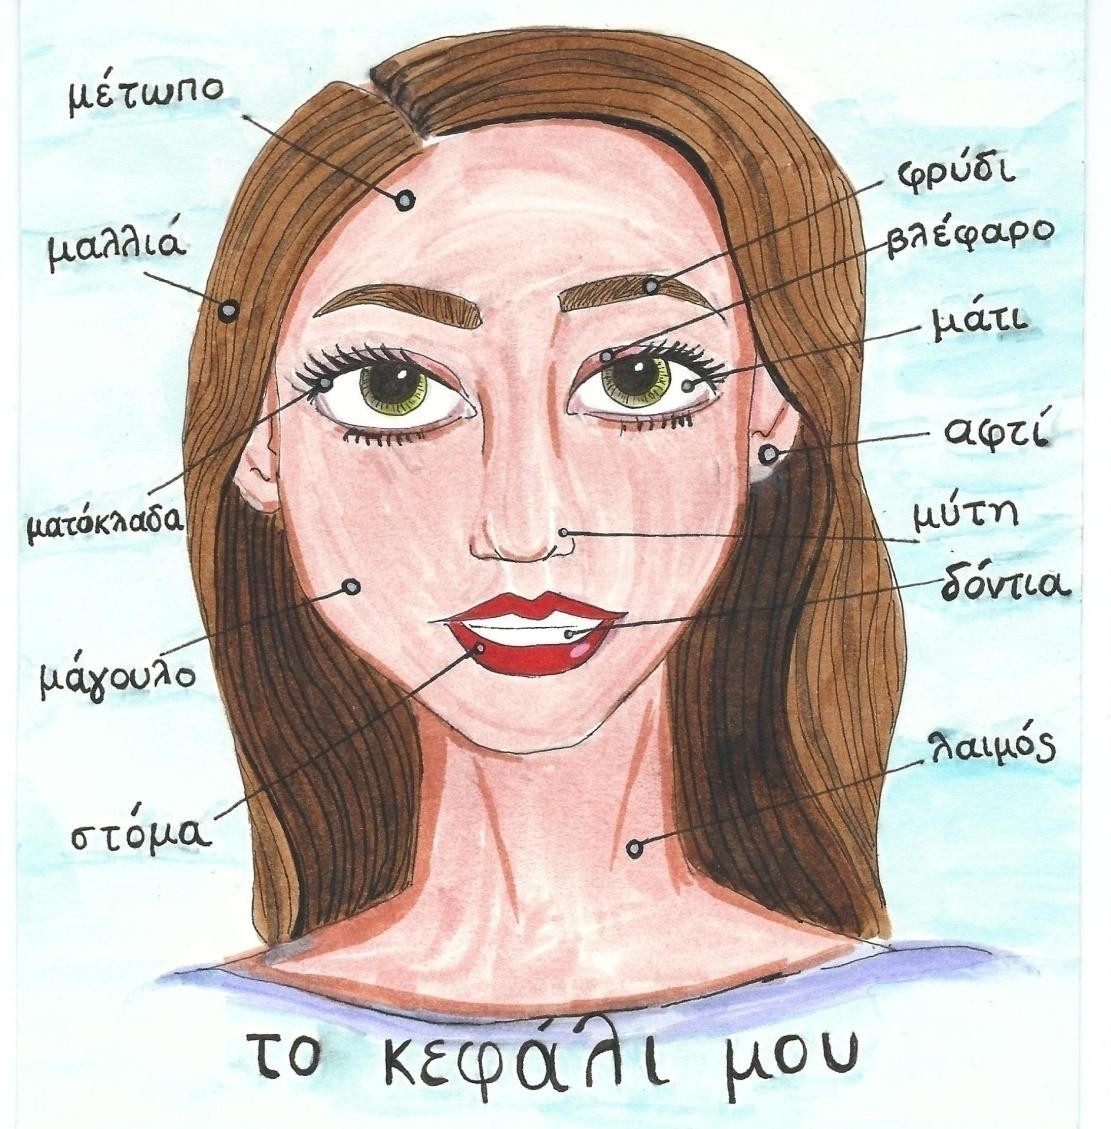 μέτωπο
φρύδι
βλέφαρο
μαλλιά
μάτι
αφτί
ματόκλαδα
μύτη
δόντια
μάγουλο
λαιμός
στόμα
το κεφάλι μου